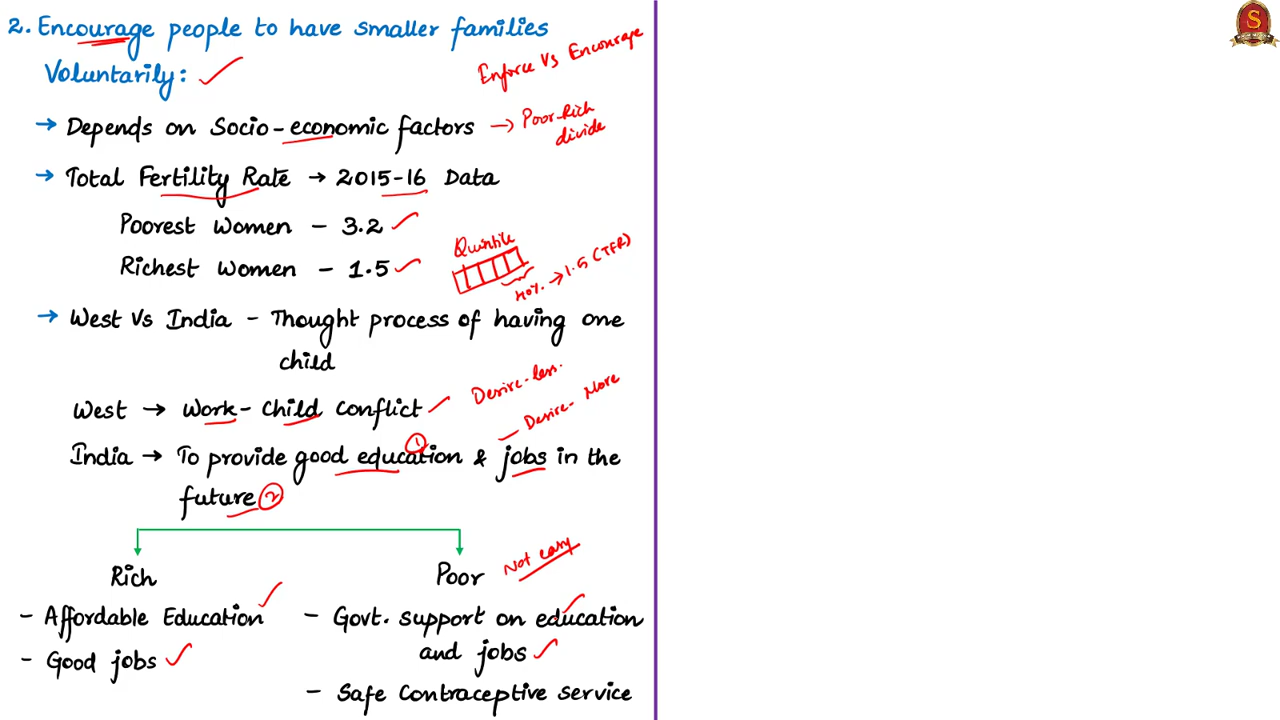 2. Encourage people to have smaller families
Voluntarily:
Enforce Vs Encourage
→ Depends on Socio-economic factors → Poor-Rich
divide
→ Total Fertility Rate → 2015-16 Data
Poorest Women - 3.2
Richest Women - 1.5
Quintile
40% → 1.5 (TFR)
→ West Vs India - Thought process of having one
child
West → Work-Child Conflict
Desire-less.
Desire-More
India → To provide good education & jobs in the
1
future 2
Rich
Poor
Not easy
- Affordable Education
- Good jobs
- Govt. support on education
and jobs
- Safe Contraceptive service
S